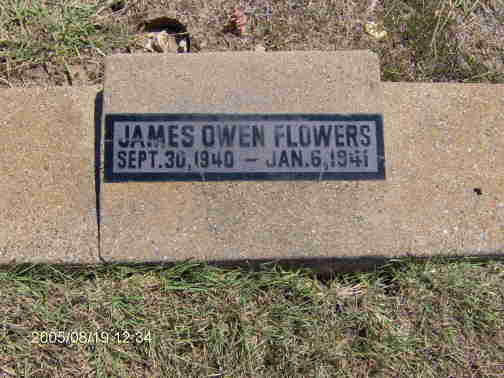 JAMES OWEN FLOWERS
SEPT. 30, 1940 – JAN. 6, 1941
2005/08/19 12:34